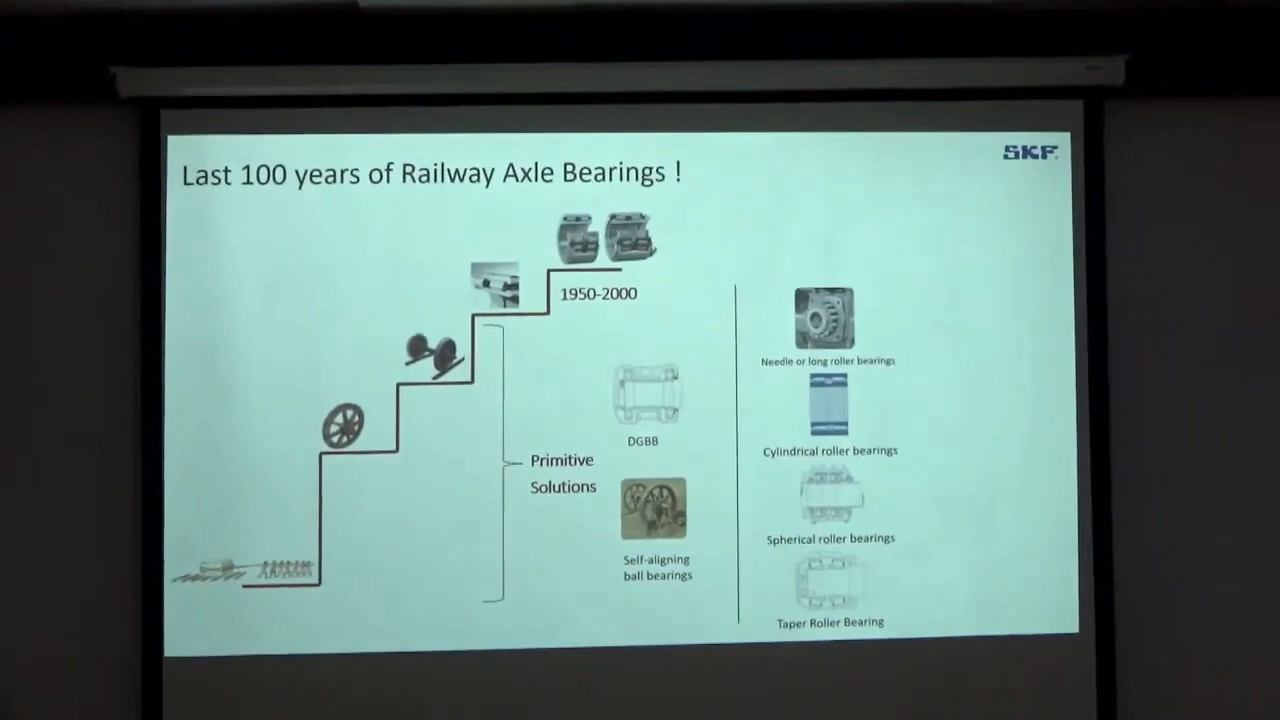 SKF
Last 100 years of Railway Axle Bearings !
1950-2000
Primitive
Solutions
DGBB
Self-aligning
ball bearings
Needle or long roller bearings
Cylindrical roller bearings
Spherical roller bearings
Taper Roller Bearing